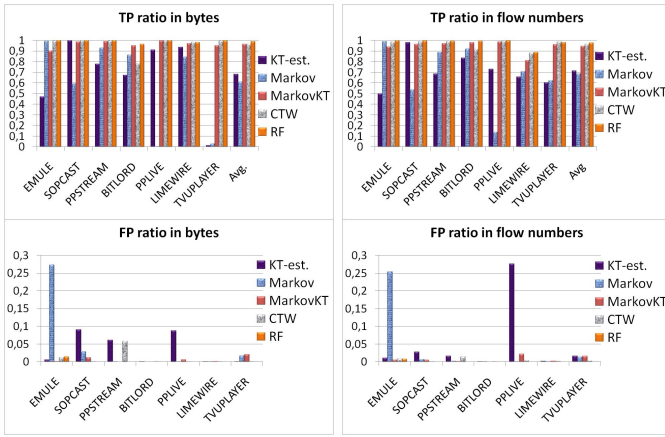 TP ratio in bytes
1
0,9
0,8
0,7
0,6
0,5
0,4
0,3
0,2
0,1
0
KT-est.
Markov
MarkovKT
CTW
RF
EMULE
SOPCAST
PPSTREAM
BITLORD
PPLIVE
LIMEWIRE
TVUPLAYER
Avg.
TP ratio in flow numbers
1
0,9
0,8
0,7
0,6
0,5
0,4
0,3
0,2
0,1
0
KT-est.
Markov
MarkovKT
CTW
RF
EMULE
SOPCAST
PPSTREAM
BITLORD
PPLIVE
LIMEWIRE
TVUPLAYER
Avg
FP ratio in bytes
0,3
0,25
0,2
0,15
0,1
0,05
0
KT-est.
Markov
MarkovKT
CTW
RF
EMULE
SOPCAST
PPSTREAM
BITLORD
PPLIVE
LIMEWIRE
TVUPLAYER
FP ratio in flow numbers
0,3
0,25
0,2
0,15
0,1
0,05
0
KT-est.
Markov
MarkovKT
CTW
RF
EMULE
SOPCAST
PPSTREAM
BITLORD
PPLIVE
LIMEWIRE
TVUPLAYER